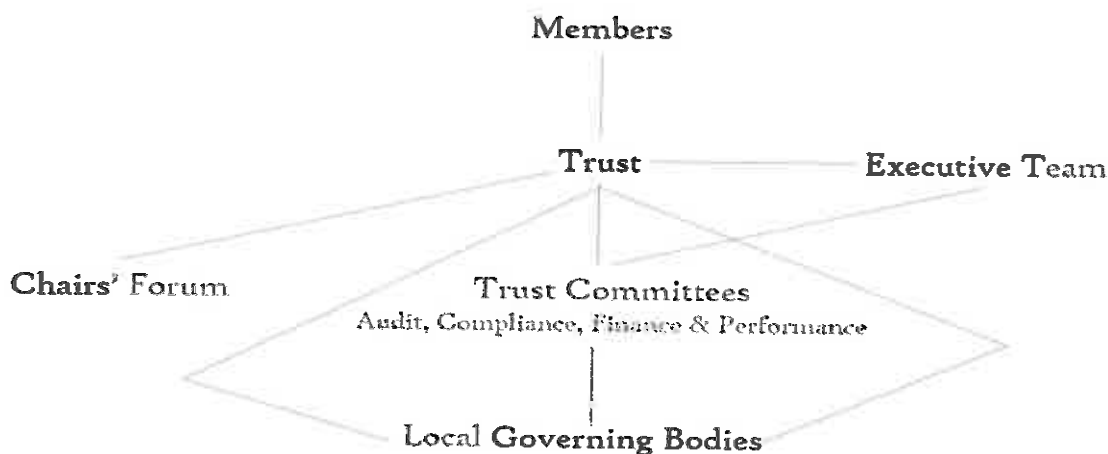 Members
Trust
Executive Team
Chairs' Forum
Trust Committees
Audit, Compliance, Finance & Performance
Local Governing Bodies